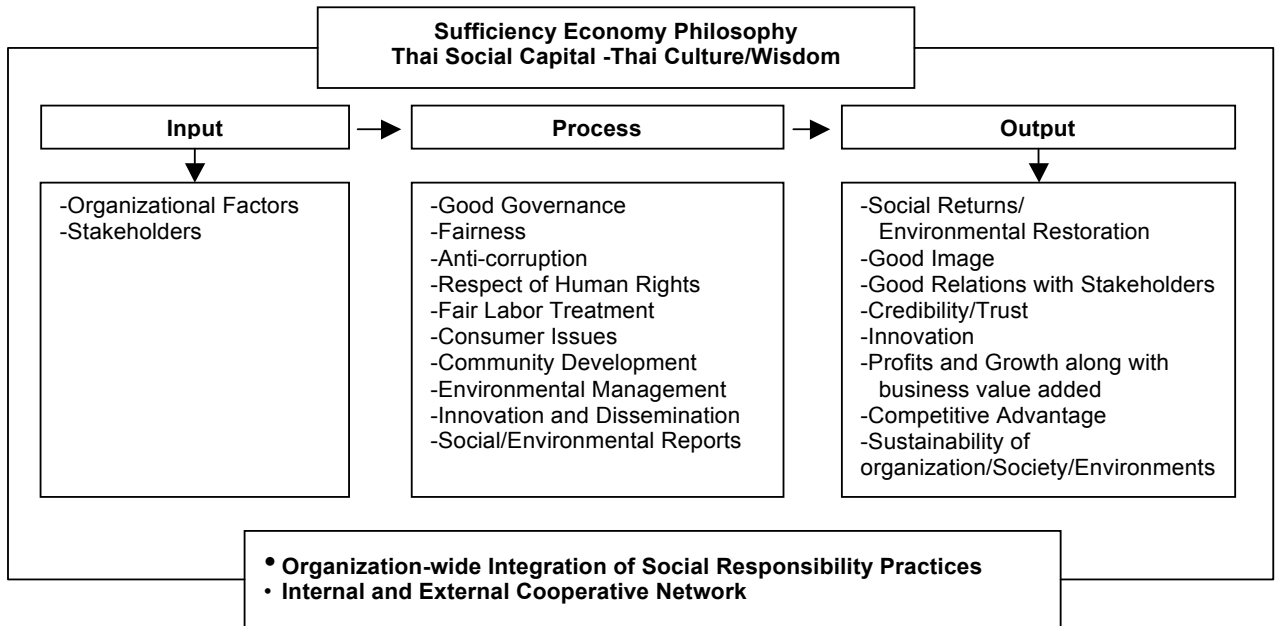 Sufficiency Economy Philosophy
Thai Social Capital -Thai Culture/Wisdom
Input
Process
Output
-Organizational Factors
-Stakeholders
-Good Governance
-Fairness
-Anti-corruption
-Respect of Human Rights
-Fair Labor Treatment
-Consumer Issues
-Community Development
-Environmental Management
-Innovation and Dissemination
-Social/Environmental Reports
-Social Returns/
Environmental Restoration
-Good Image
-Good Relations with Stakeholders
-Credibility/Trust
-Innovation
-Profits and Growth along with
business value added
-Competitive Advantage
-Sustainability of
organization/Society/Environments
• Organization-wide Integration of Social Responsibility Practices
• Internal and External Cooperative Network